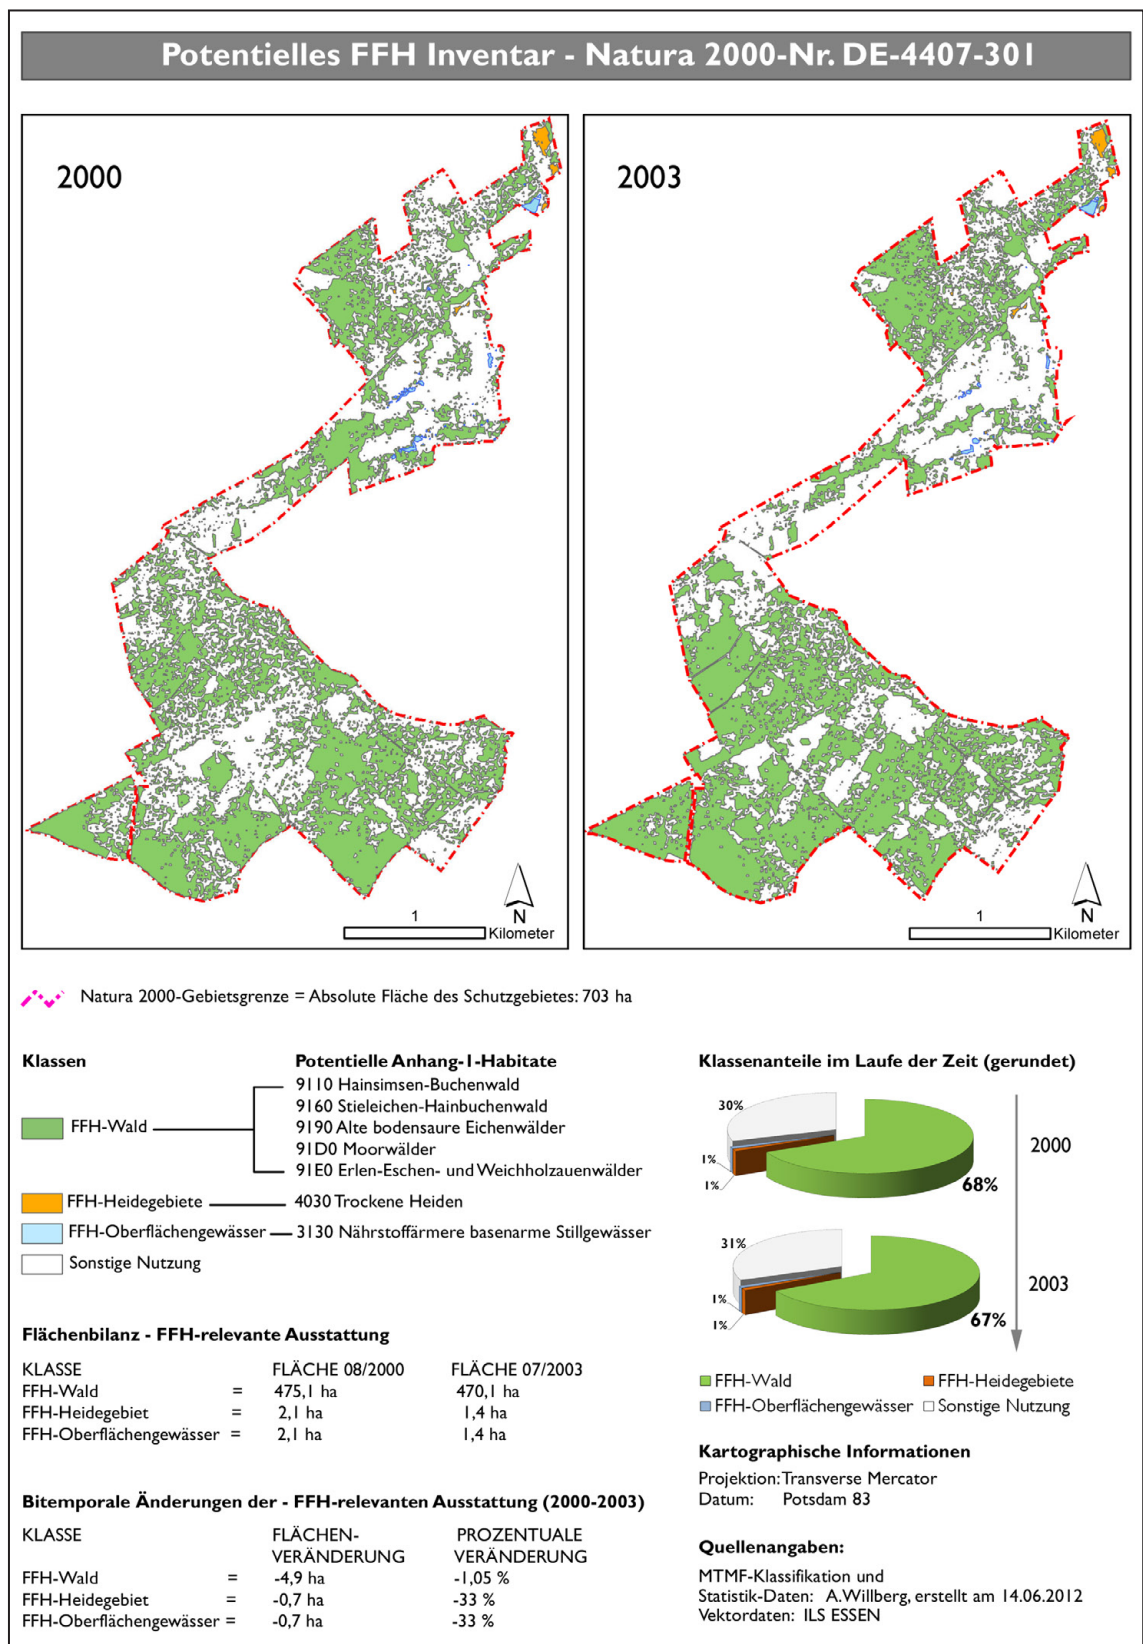 Potentielles FFH Inventar - Natura 2000-Nr. DE-4407-301
2000
2003
N
1
Kilometer
N
1
Kilometer
Natura 2000-Gebietsgrenze = Absolute Fläche des Schutzgebietes: 703 ha
Klassen
Potentielle Anhang-1-Habitate
FFH-Wald
9110 Hainsimsen-Buchenwald
9160 Stieleichen-Hainbuchenwald
9190 Alte bodensaure Eichenwälder
91D0 Moorwälder
91E0 Erlen-Eschen- und Weichholzauenwälder
FFH-Heidegebiete
4030 Trockene Heiden
FFH-Oberflächengewässer
3130 Nährstoffärmere basenarme Stillgewässer
Sonstige Nutzung
Klassenanteile im Laufe der Zeit (gerundet)
30%
1%
1%
68%
2000
31%
1%
1%
67%
2003
FFH-Wald
FFH-Heidegebiete
FFH-Oberflächengewässer
Sonstige Nutzung
Flächenbilanz - FFH-relevante Ausstattung
KLASSE FLÄCHE 08/2000 FLÄCHE 07/2003
FFH-Wald = 475,1 ha 470,1 ha
FFH-Heidegebiet = 2,1 ha 1,4 ha
FFH-Oberflächengewässer = 2,1 ha 1,4 ha
Bitemporale Änderungen der - FFH-relevanten Ausstattung (2000-2003)
KLASSE FLÄCHEN- PROZENTUALE
VERÄNDERUNG VERÄNDERUNG
FFH-Wald = -4,9 ha -1,05 %
FFH-Heidegebiet = -0,7 ha -33 %
FFH-Oberflächengewässer = -0,7 ha -33 %
Kartographische Informationen
Projektion: Transverse Mercator
Datum: Potsdam 83
Quellenangaben:
MTMF-Klassifikation und
Statistik-Daten: A. Willberg, erstellt am 14.06.2012
Vektordaten: ILS ESSEN